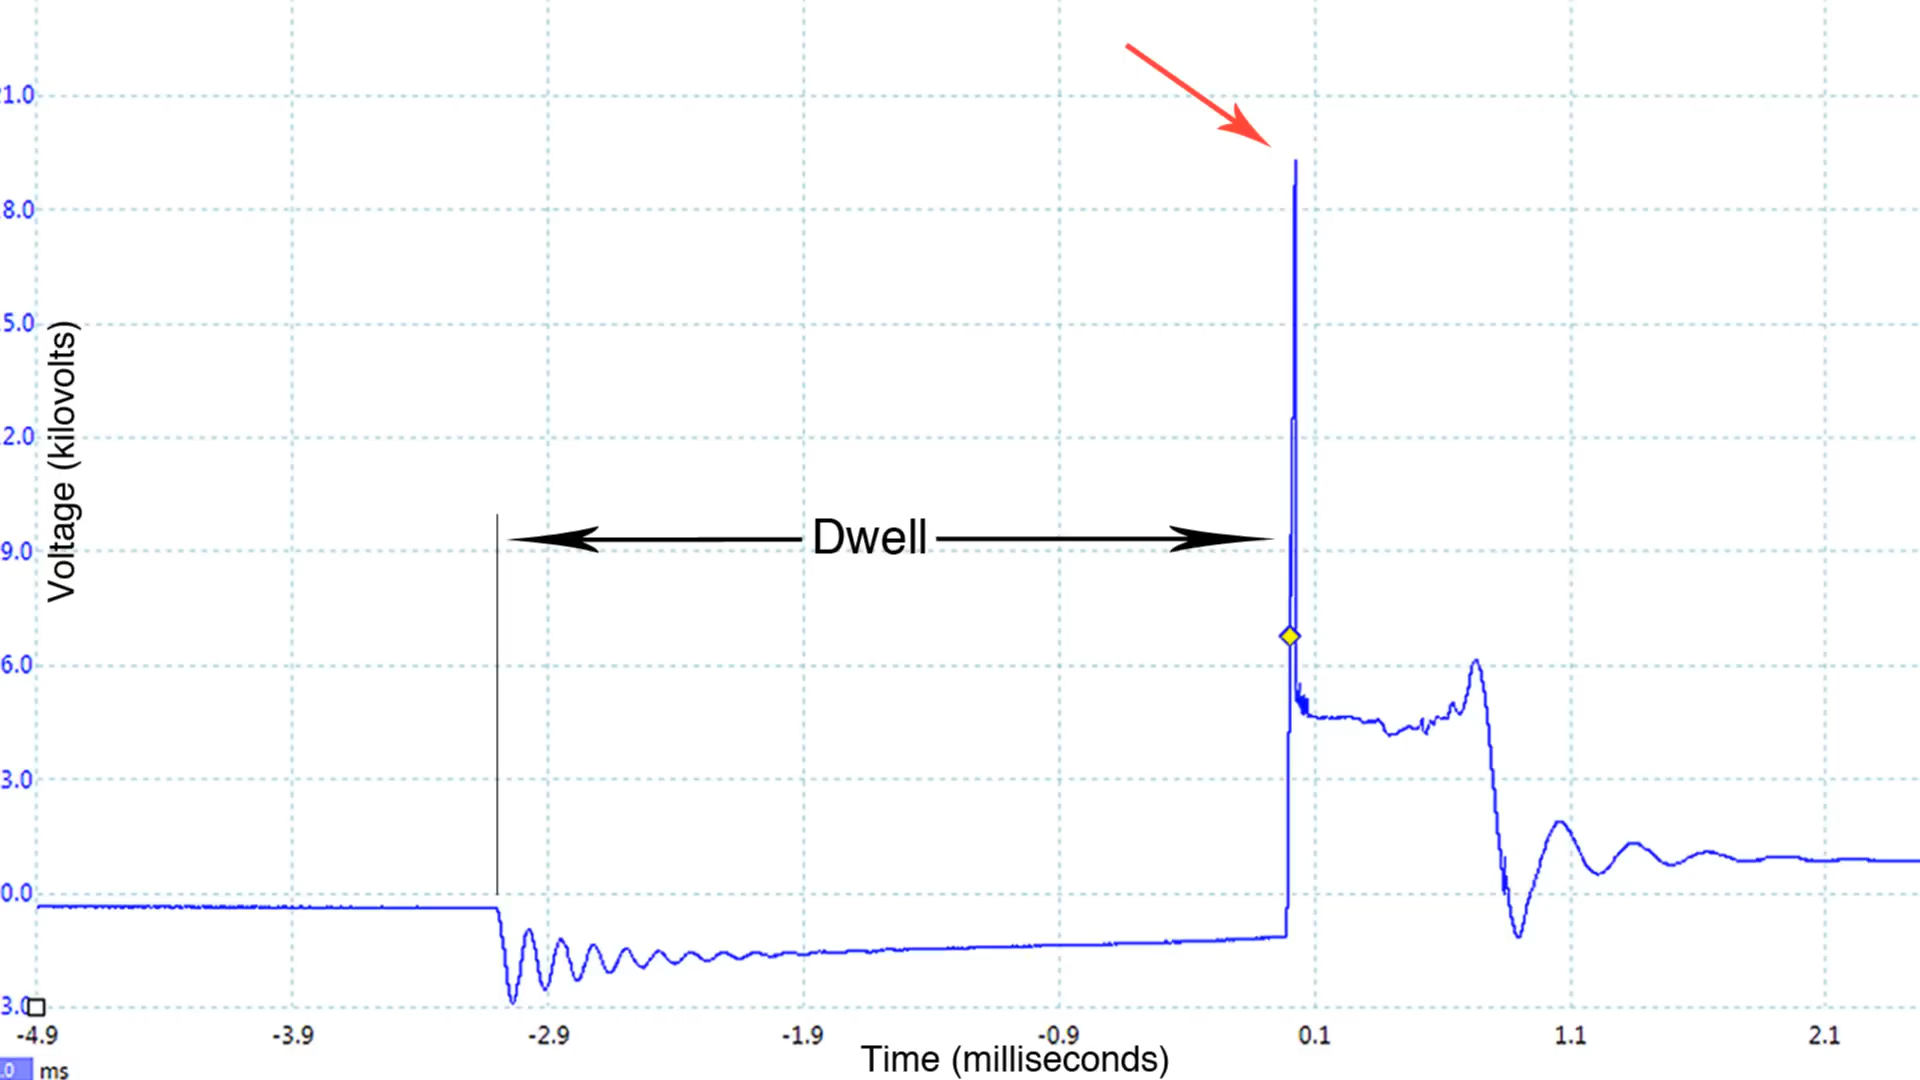 1.0
8.0
5.0
2.0
9.0
6.0
3.0
0.0
3.0
Voltage (kilovolts)
Dwell
-4.9 -3.9 -2.9 -1.9 -0.9 0.1 1.1 2.1
Time (milliseconds)
.0 ms